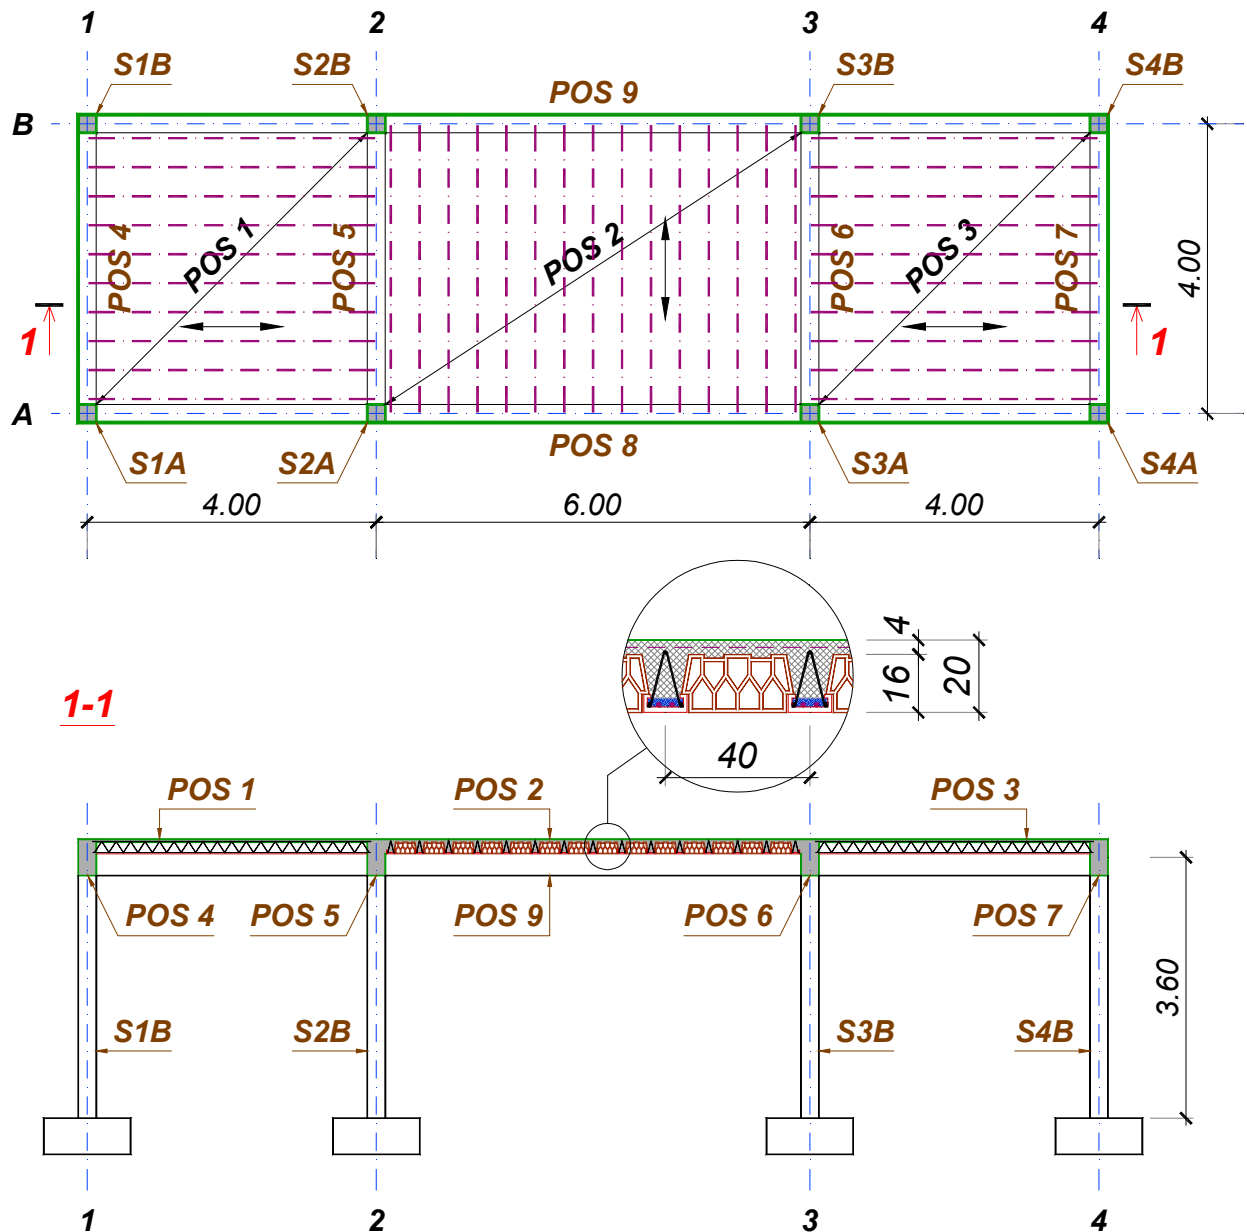 1 2 3 4
S1B S2B S3B S4B
POS 9
B
POS 4 POS 1 POS 5 POS 2 POS 6 POS 3 POS 7
4.00
1 1
A
POS 8
S1A S2A S3A S4A
4.00 6.00 4.00
4
16 20
40
1-1
POS 1 POS 2 POS 3
POS 4 POS 5 POS 9 POS 6 POS 7
3.60
S1B S2B S3B S4B
1 2 3 4